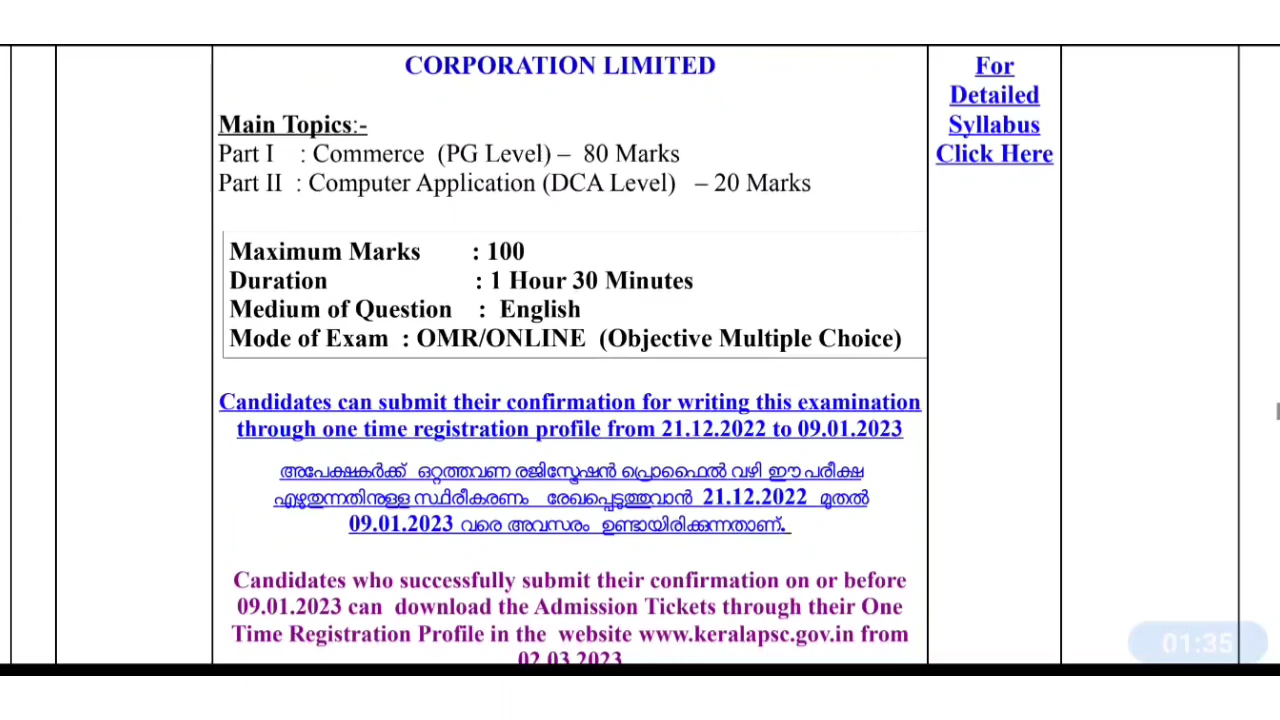 CORPORATION LIMITED
For
Detailed
Syllabus
Click Here
Main Topics:-
Part I : Commerce (PG Level) – 80 Marks
Part II : Computer Application (DCA Level) – 20 Marks
Maximum Marks : 100
Duration : 1 Hour 30 Minutes
Medium of Question : English
Mode of Exam : OMR/ONLINE (Objective Multiple Choice)
Candidates can submit their confirmation for writing this examination
through one time registration profile from 21.12.2022 to 09.01.2023
അപേക്ഷകർക്ക് ഒറ്റത്തവണ രജിസ്ട്രേഷൻ പ്രൊഫൈൽ വഴി ഈ പരീക്ഷ
എഴുതുന്നതിനുള്ള സ്ഥിരീകരണം രേഖപ്പെടുത്തുവാൻ 21.12.2022 മുതൽ
09.01.2023 വരെ അവസരം ഉണ്ടായിരിക്കുന്നതാണ്.
Candidates who successfully submit their confirmation on or before
09.01.2023 can download the Admission Tickets through their One
Time Registration Profile in the website www.keralapsc.gov.in from
02.03.2023
01:35